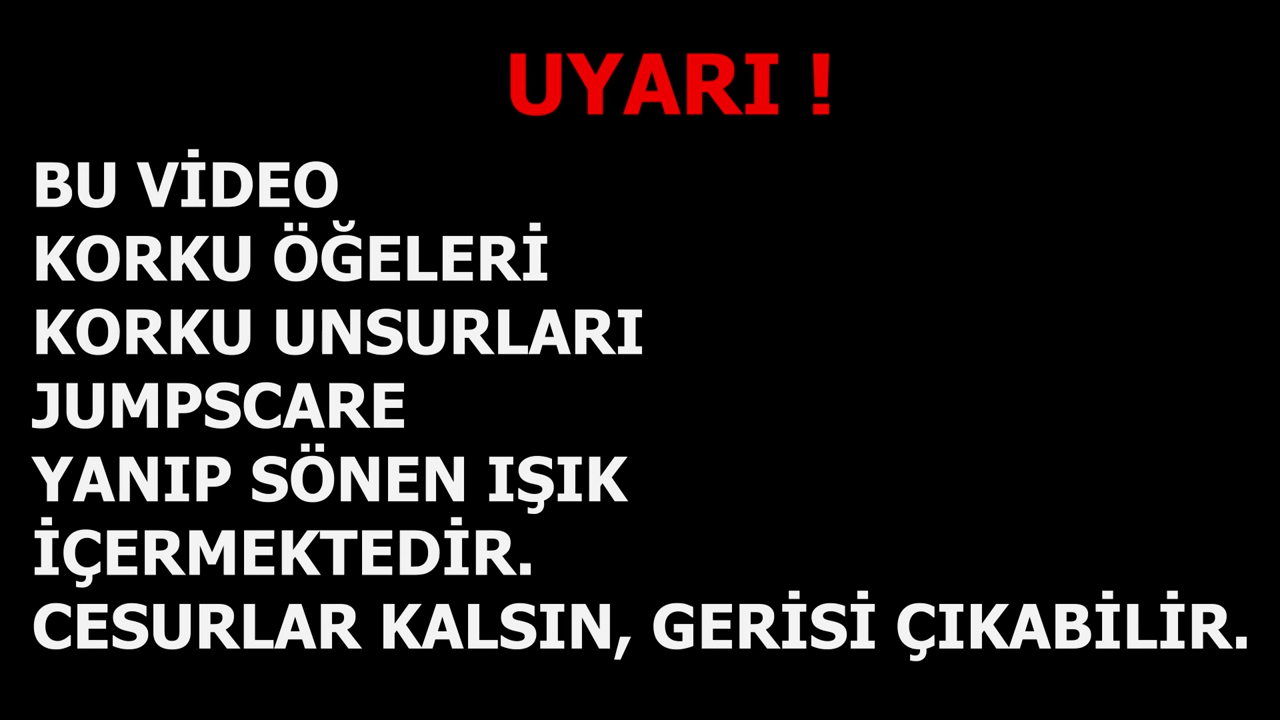 UYARI !
BU VİDEO
KORKU ÖĞELERİ
KORKU UNSURLARI
JUMPSCARE
YANIP SÖNEN IŞIK
İÇERMEKTEDİR.
CESURLAR KALSIN, GERİSİ ÇIKABİLİR.